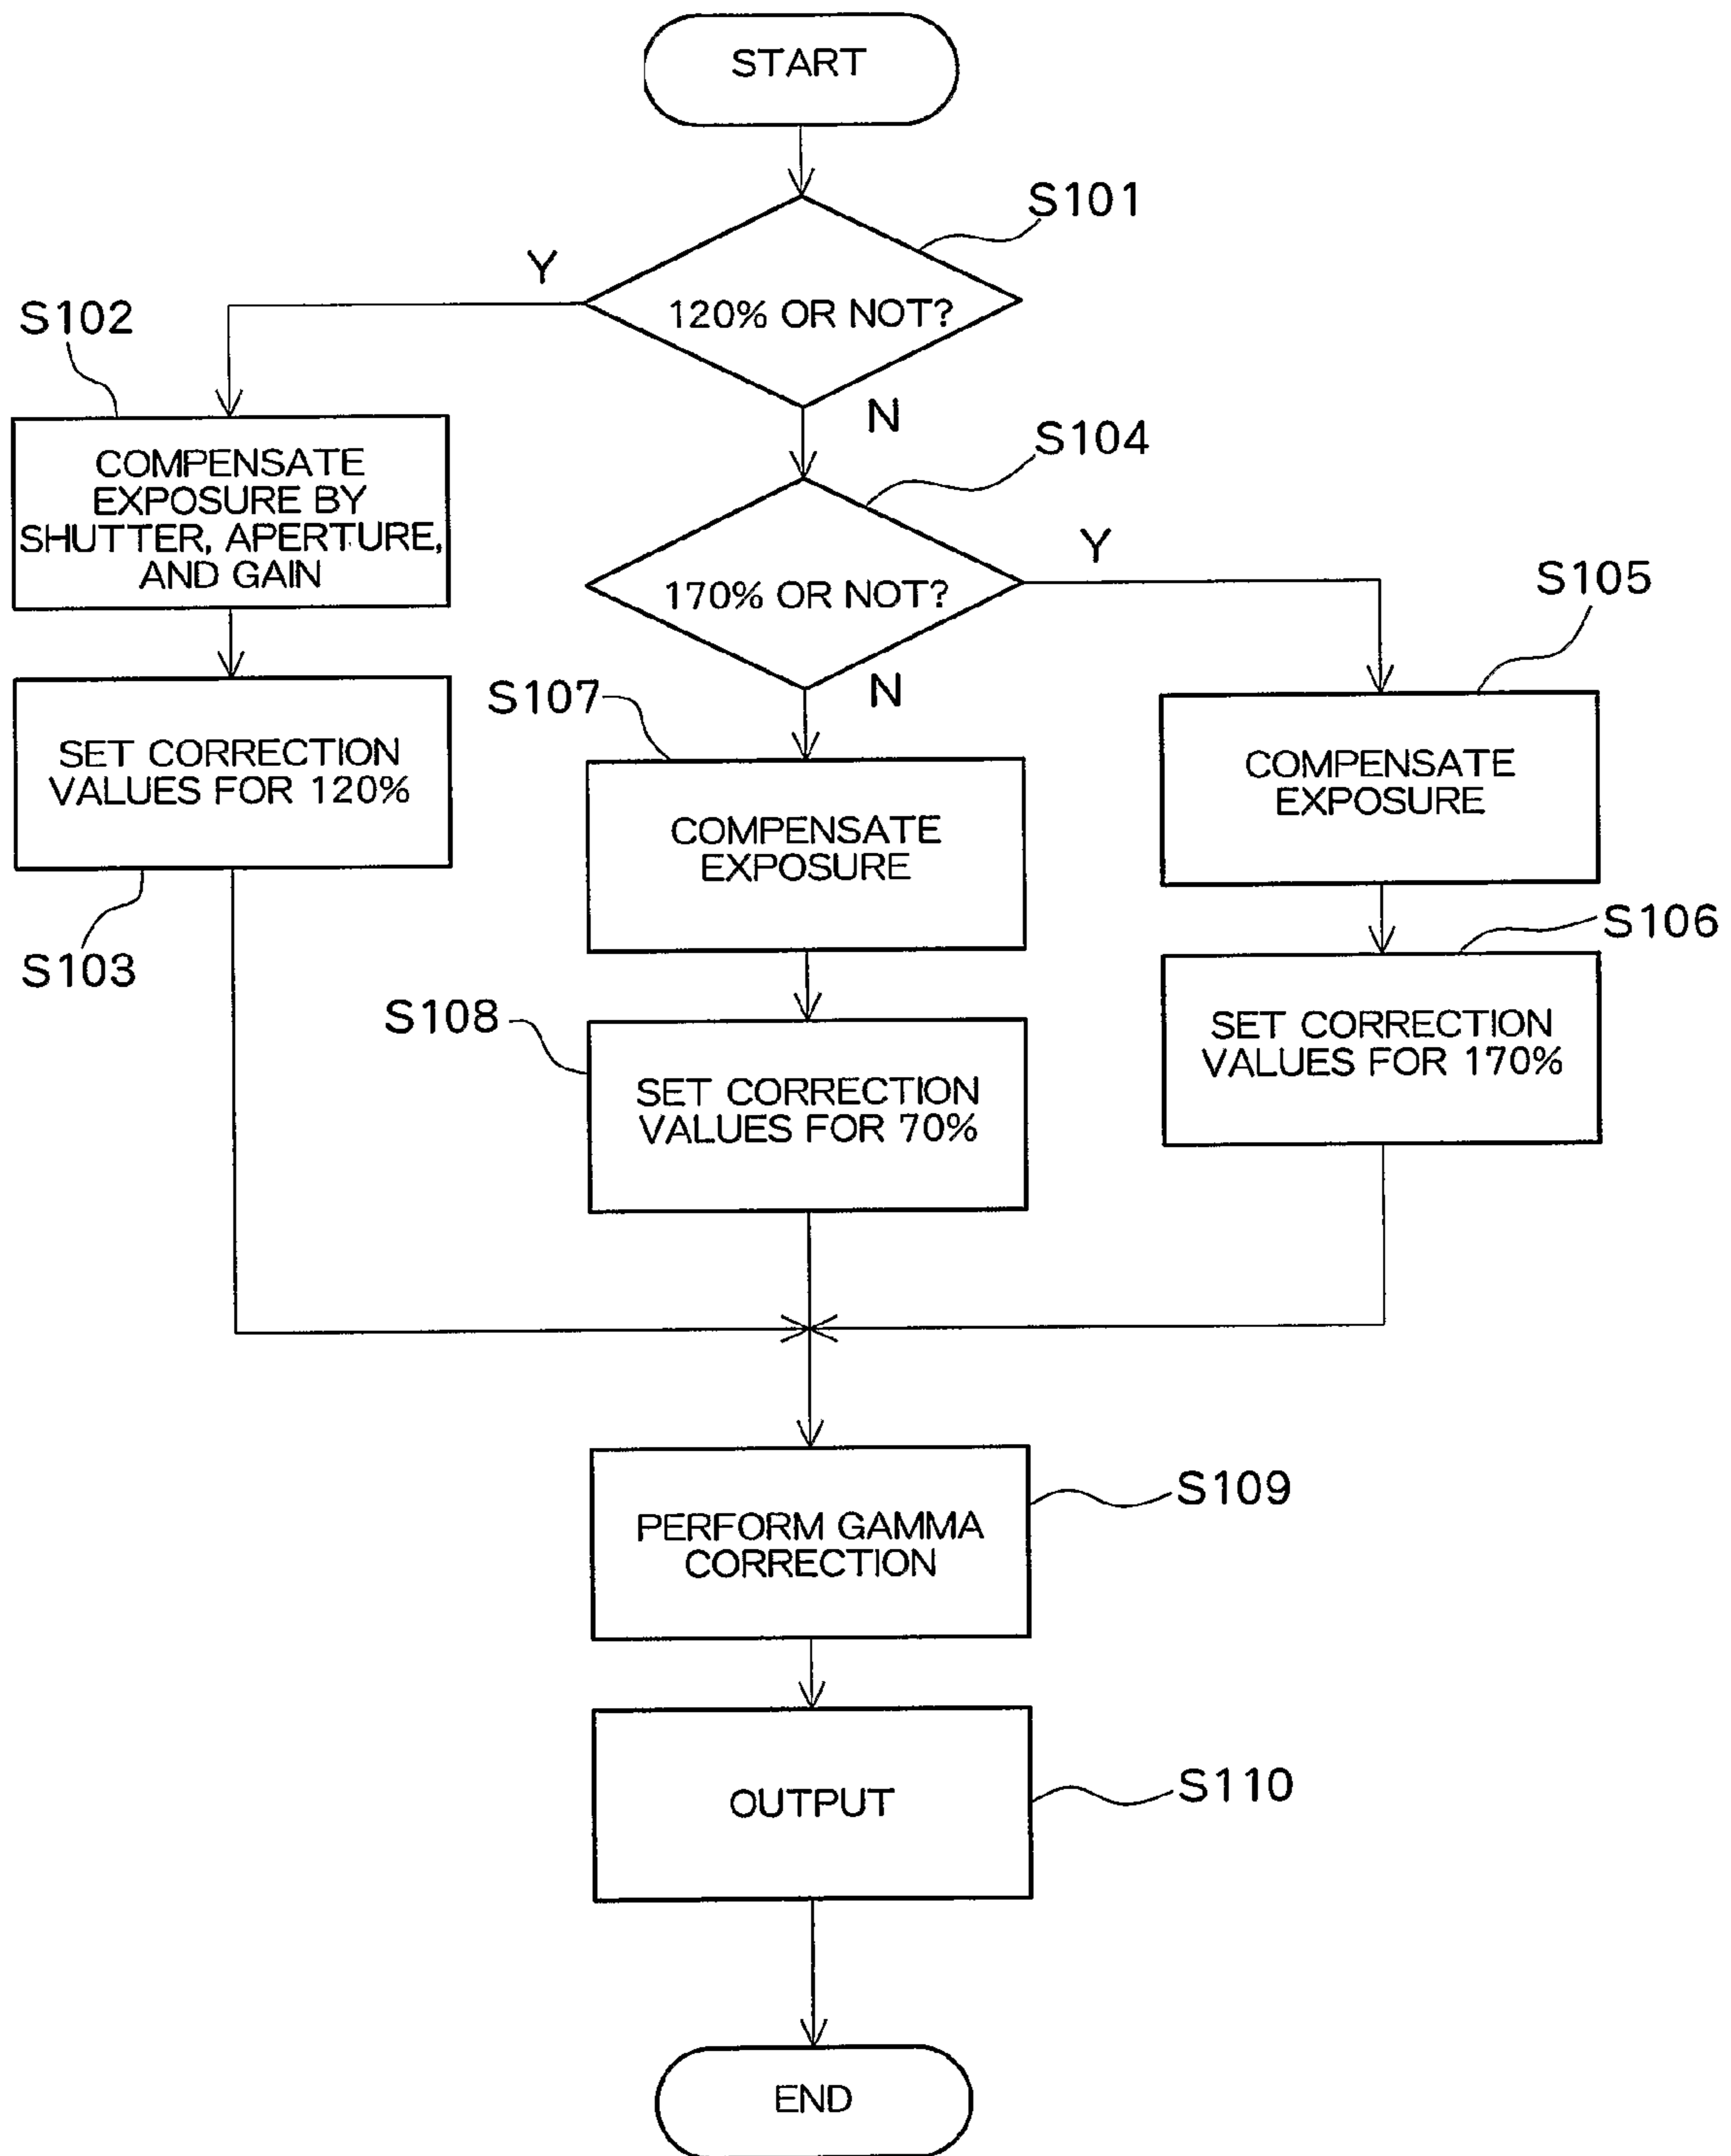 START
S101
120% OR NOT?
Y
N
S102
COMPENSATE
EXPOSURE BY
SHUTTER, APERTURE,
AND GAIN
S103
SET CORRECTION
VALUES FOR 120%
S104
170% OR NOT?
Y
N
S105
COMPENSATE
EXPOSURE
S106
SET CORRECTION
VALUES FOR 170%
S107
COMPENSATE
EXPOSURE
S108
SET CORRECTION
VALUES FOR 70%
S109
PERFORM GAMMA
CORRECTION
S110
OUTPUT
END